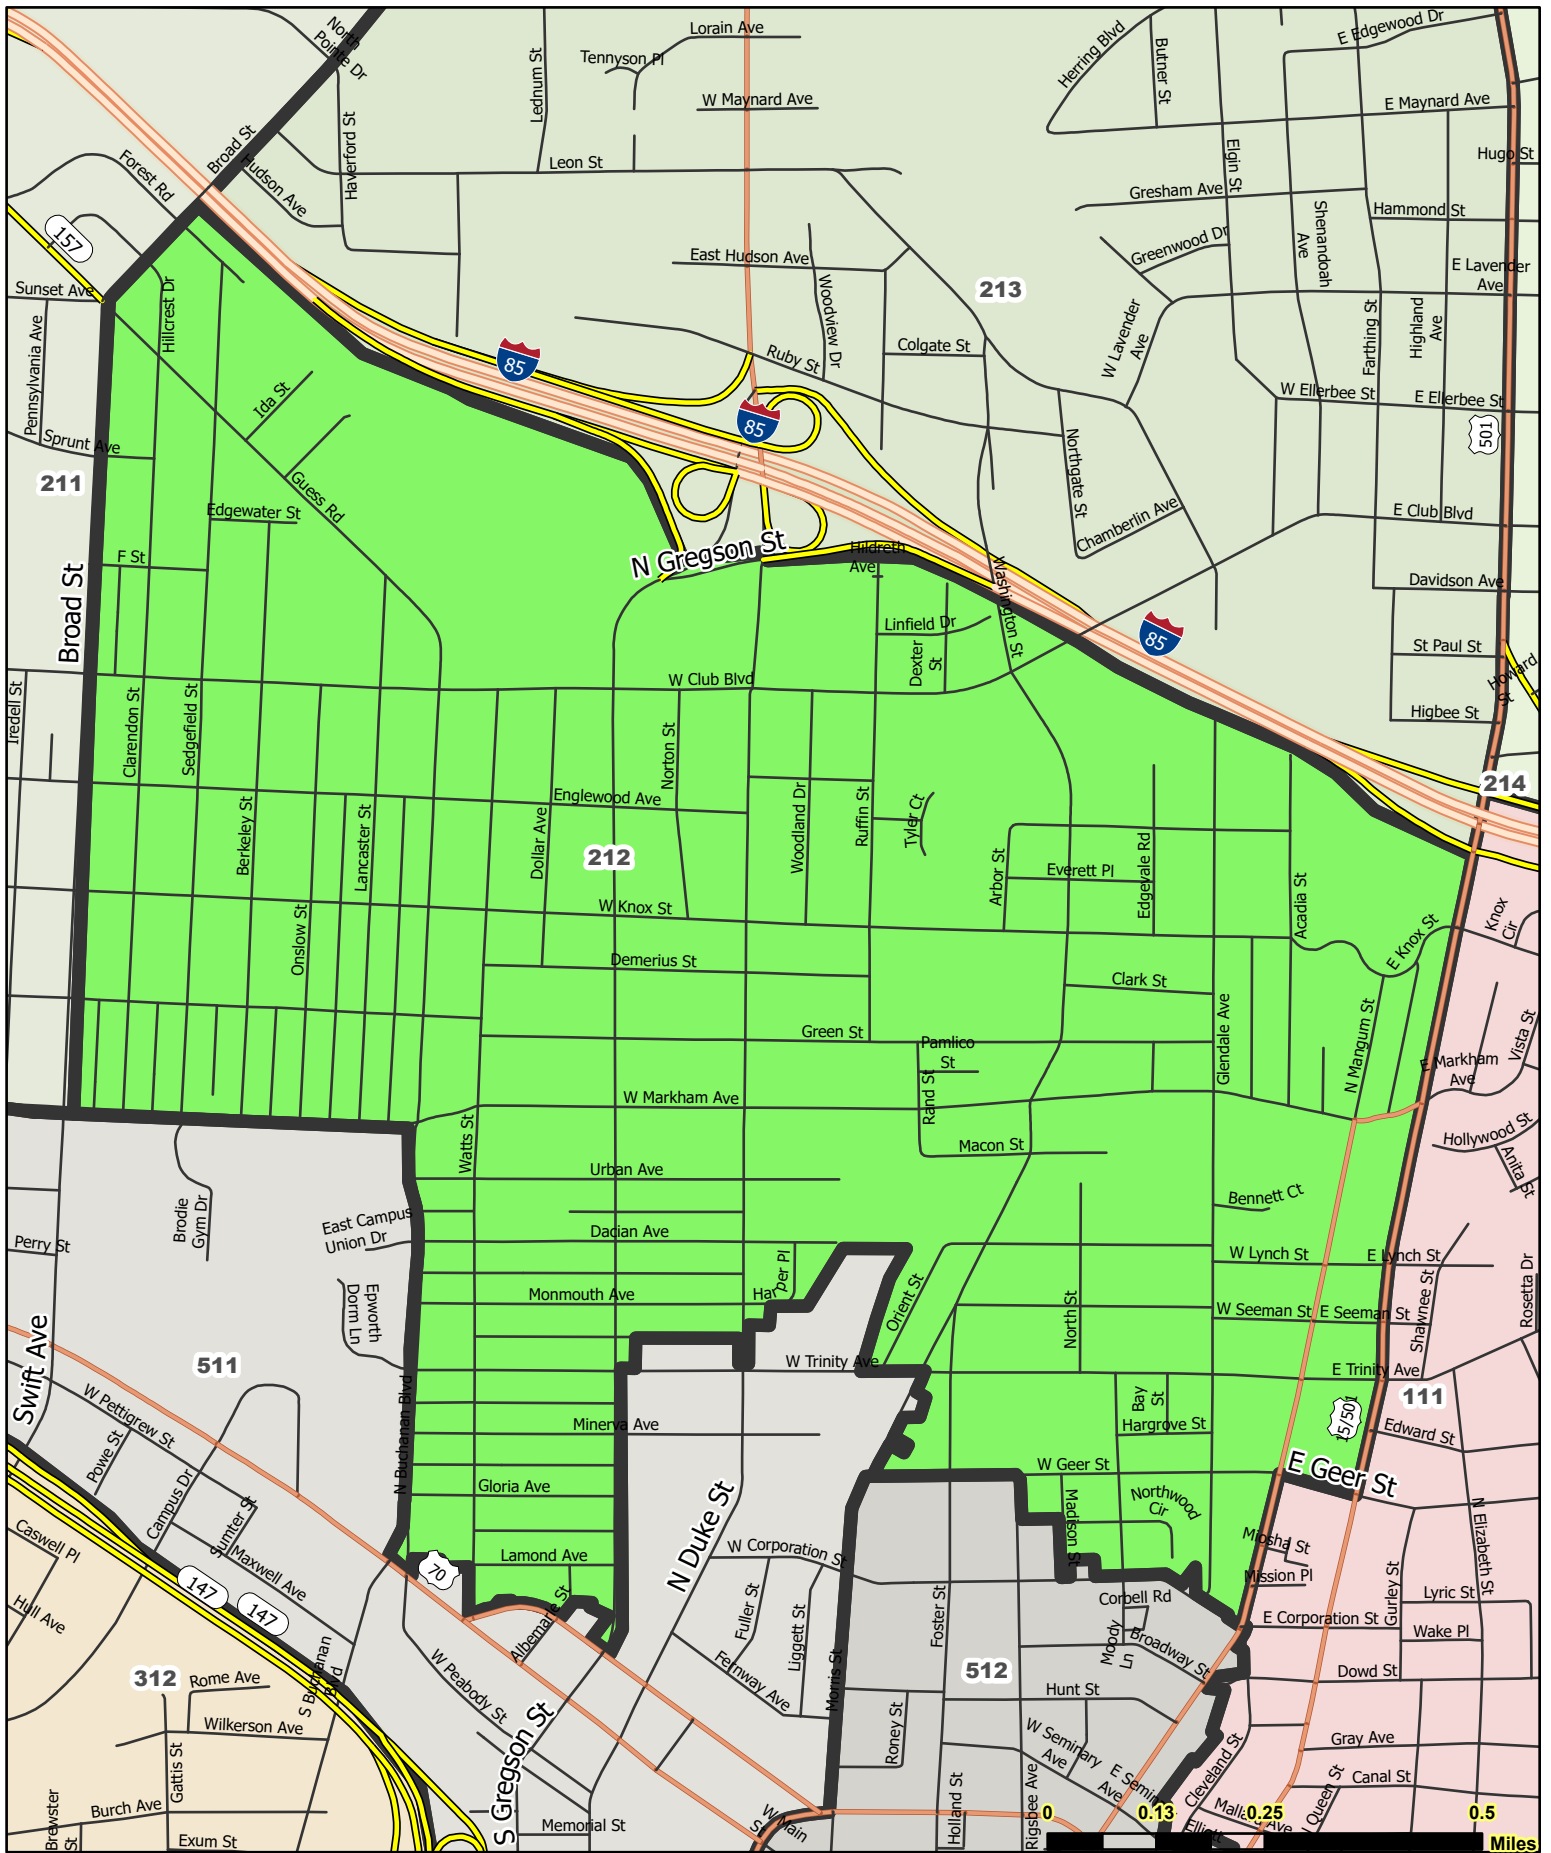 North
Pointe Dr
Lednum St
Lorain Ave
Tennyson Pl
W Maynard Ave
Herring Blvd
Butner St
E Edgewood Dr
E Maynard Ave
Hugo St
Broad St
Haverford St
Leon St
Elgin St
Forest Rd
Hudson Ave
Gresham Ave
Shenandoah
Ave
Hammond St
157
Greenwood Dr
East Hudson Ave
213
E Lavender
Ave
Sunset Ave
Hillcrest Dr
Woodview Dr
W Lavender
Ave
Farthing St
Highland
Ave
Pennsylvania Ave
85
Ruby St
Colgate St
Ida St
85
W Ellerbee St
E Ellerbee St
Sprunt Ave
501
Northgate St
211
Guess Rd
Edgewater St
Chamberlin Ave
E Club Blvd
N Gregson St
Hildreth
Ave
F St
Broad St
Washington St
Davidson Ave
Linfield Dr
85
Dexter
St
St Paul St
W Club Blvd
Howard
St
Iredell St
Clarendon St
Sedgefield St
Norton St
Higbee St
214
Englewood Ave
Berkeley St
Lancaster St
Dollar Ave
212
Woodland Dr
Ruffin St
Tyler Ct
Arbor St
Everett Pl
Edgevale Rd
Acadia St
W Knox St
Onslow St
E Knox St
Knox
Cir
Demerius St
Clark St
Green St
Pamlico
St
Glendale Ave
N Mangum St
Vista St
E Markham
Ave
W Markham Ave
Rand St
Watts St
Macon St
Hollywood St
Anita St
Urban Ave
Brodie
Gym Dr
East Campus
Union Dr
Bennett Ct
Perry St
Dacian Ave
W Lynch St
E Lynch St
Harper Pl
Epworth
Dorm Ln
Monmouth Ave
Orient St
North St
W Seeman St
E Seeman St
Shawnee St
Rosetta Dr
Swift Ave
511
W Trinity Ave
E Trinity Ave
111
W Pettigrew St
N Buchanan Blvd
Minerva Ave
Bay
St
Hargrove St
15/501
Edward St
Powe St
W Geer St
E Geer St
Gloria Ave
N Duke St
Madison St
Northwood
Cir
Campus Dr
Sumter St
N Elizabeth St
Caswell Pl
Maxwell Ave
Lamond Ave
W Corporation St
Miosha St
Mission Pl
70
147
147
Hull Ave
Albemarle St
Fuller St
Liggett St
Foster St
Corbell Rd
Gurley St
Lyric St
E Corporation St
Wake Pl
Moody
Ln
Broadway St
W Peabody St
Fernway Ave
Morris St
512
Dowd St
312
Rome Ave
S Buchanan
Blvd
Hunt St
Wilkerson Ave
S Gregson St
Roney St
W Seminary
Ave
Gray Ave
Gattis St
Cleveland St
Canal St
Queen St
Brewster
St
Burch Ave
Exum St
Memorial St
W Main
St
Holland St
Rigsbee Ave
0
0.13
0.25
0.5
Miles